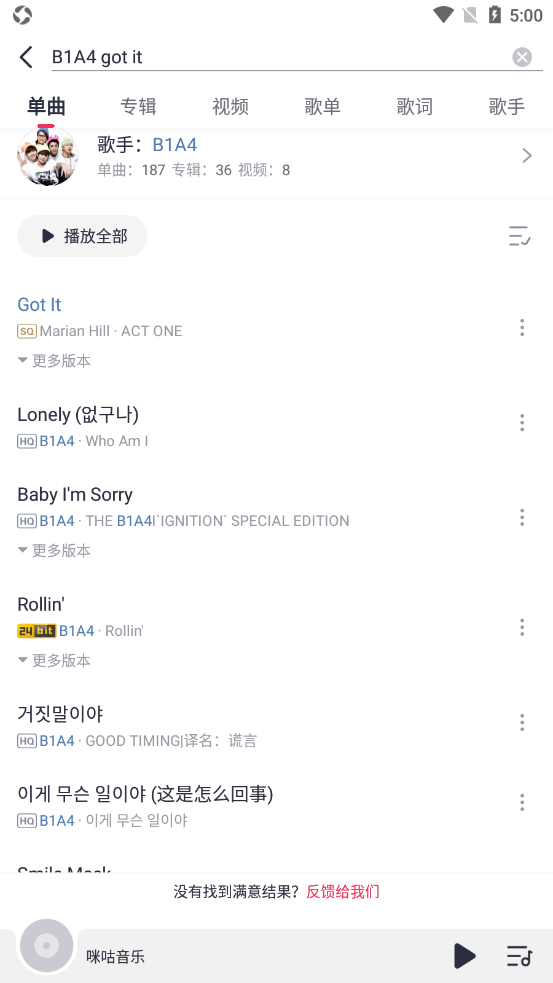 5:00
B1A4 got it
单曲 专辑 视频 歌单 歌词 歌手
歌手：B1A4
单曲：187 专辑：36 视频：8
播放全部
Got It
SQ Marian Hill · ACT ONE
更多版本
Lonely (없구나)
HQ B1A4 · Who Am I
Baby I'm Sorry
HQ B1A4 · THE B1A4Ⅰ`IGNITION` SPECIAL EDITION
更多版本
Rollin'
24bit B1A4 · Rollin'
更多版本
거짓말이야
HQ B1A4 · GOOD TIMING|译名：谎言
이게 무슨 일이야 (这是怎么回事)
HQ B1A4 · 이게 무슨 일이야
Smile Mask
没有找到满意结果？反馈给我们
咪咕音乐